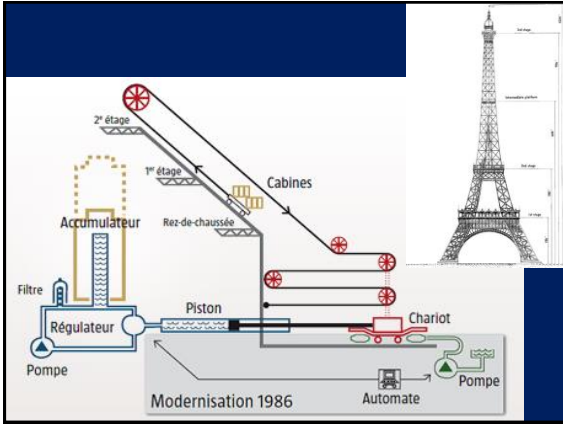 2e étage
1er étage
Cabines
Rez-de-chaussée
Accumulateur
Filtre
Piston
Chariot
Régulateur
Pompe
Pompe
Automate
Modernisation 1986